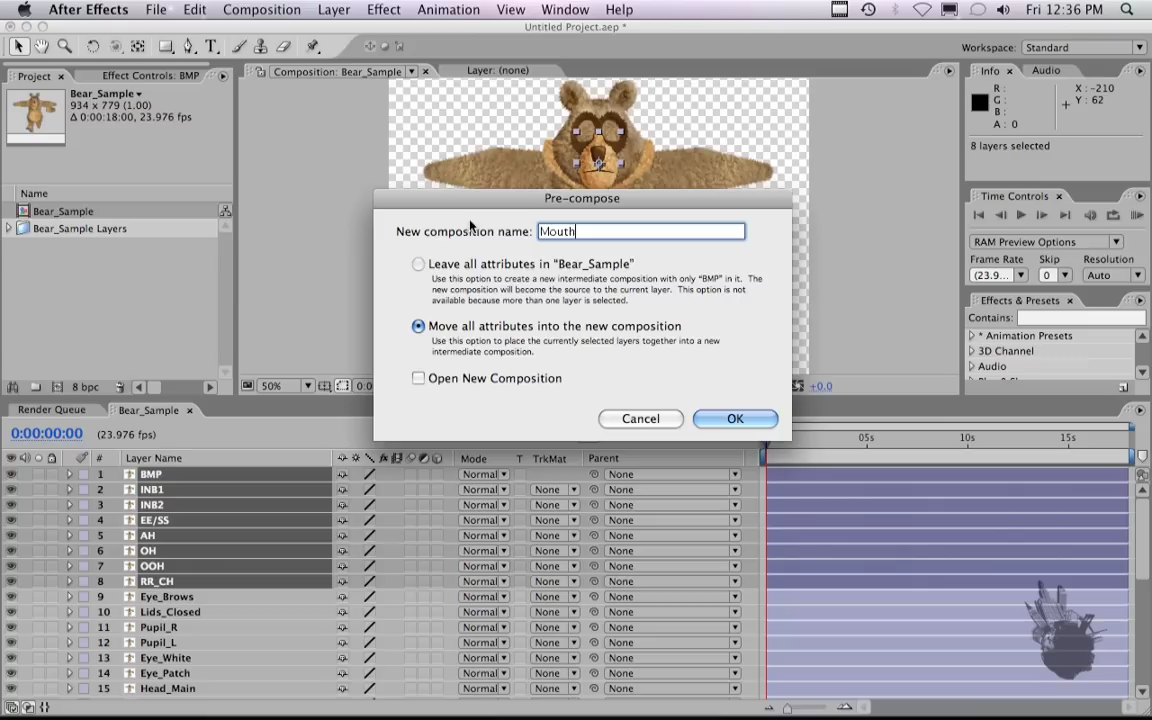 After Effects File Edit Composition Layer Effect Animation View Window Help Fri 12:36 PM
Untitled Project.aep *
T Workspace: Standard
Project Effect Controls: BMP
Composition: Bear_Sample Layer: (none)
Info Audio
Bear_Sample
934 x 779 (1.00)
Δ 0:00:18:00, 23.976 fps
R :
G :
B :
A : 0
X : -210
Y : 62
8 layers selected
Name
Bear_Sample
Bear_Sample Layers
8 bpc
50%
+0.0
Time Controls
RAM Preview Options
Frame Rate Skip Resolution
(23.9... 0 Auto
Effects & Presets
Contains:
* Animation Presets
3D Channel
Audio
Pre-compose
New composition name: Mouth
Leave all attributes in “Bear_Sample”
Use this option to create a new intermediate composition with only “BMP” in it. The
new composition will become the source to the current layer. This option is not
available because more than one layer is selected.
Move all attributes into the new composition
Use this option to place the currently selected layers together into a new
intermediate composition.
Open New Composition
Cancel OK
Render Queue Bear_Sample
0:00:00:00 (23.976 fps)
05s 10s 15s
# Layer Name Mode T TrkMat Parent
1 BMP Normal None
2 INB1 Normal None None
3 INB2 Normal None None
4 EE/SS Normal None None
5 AH Normal None None
6 OH Normal None None
7 OOH Normal None None
8 RR_CH Normal None None
9 Eye_Brows Normal None None
10 Lids_Closed Normal None None
11 Pupil_R Normal None None
12 Pupil_L Normal None None
13 Eye_White Normal None None
14 Eye_Patch Normal None None
15 Head_Main Normal None None